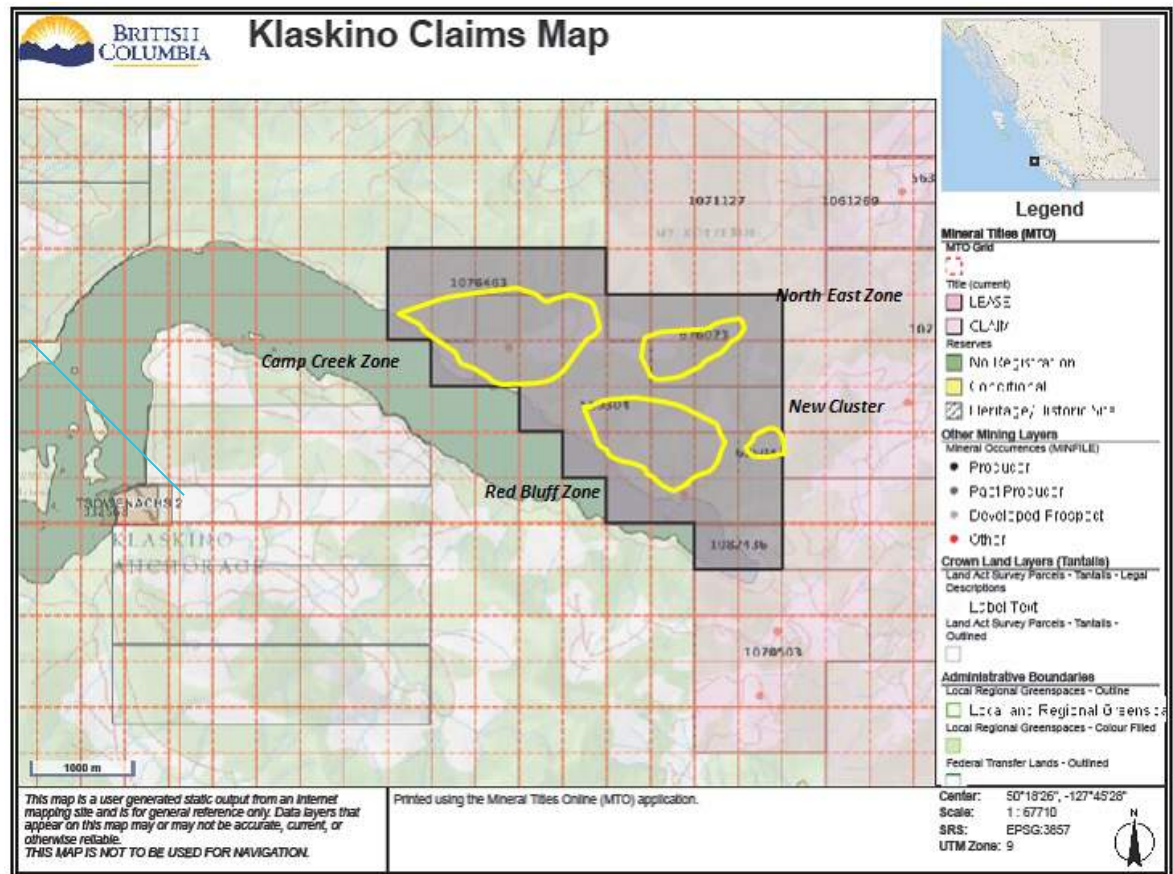 BRITISH
COLUMBIA
Klaskino Claims Map
1071127
1061269
563
1076463
North East Zone
Camp Creek Zone
New Cluster
Red Bluff Zone
KLASKINO
ANCHORAGE
1082436
1000 m
Legend
Mineral Titles (MTO)
MTO Grid
Title (current)
LEASE
CLAIM
Reserves
No Registration
Conditional
Heritage/Historic Site
Other Mining Layers
Mineral Occurrences (MINFILE)
Producer
Past Producer
Developed Prospect
Other
Crown Land Layers (Tantalis)
Land Act Survey Parcels - Tantalis - Legal
Descriptions
Label Text
Land Act Survey Parcels - Tantalis -
Outlined
Administrative Boundaries
Local Regional Greenspaces - Outline
Local and Regional Greenspa
Local Regional Greenspaces - Colour Filled
Federal Transfer Lands - Outlined
This map is a user generated static output from an Internet
mapping site and is for general reference only. Data layers that
appear on this map may or may not be accurate, current, or
otherwise reliable.
THIS MAP IS NOT TO BE USED FOR NAVIGATION.
Printed using the Mineral Titles Online (MTO) application.
Center: 50°18'26", -127°45'28"
Scale: 1 : 67710
SRS: EPSG:3857
UTM Zone: 9
N